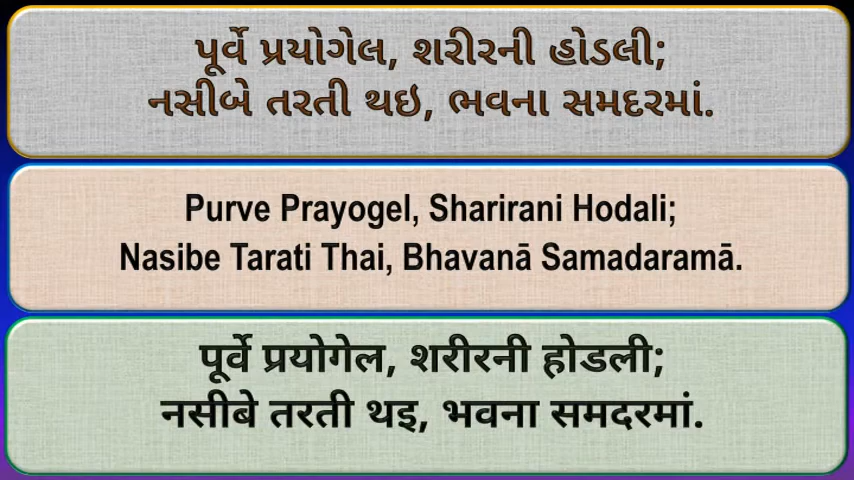 પૂર્વે પ્રયોગેલ, શરીરની હોડલી;
નસીબે તરતી થઇ, ભવના સમદરમાં.
Purve Prayogel, Sharirani Hodali;
Nasibe Tarati Thai, Bhavanā Samadaramā.
पूर्वे प्रयोगेल, शरीरनी होडली;
नसीबे तरती थइ, भवना समदरमां.